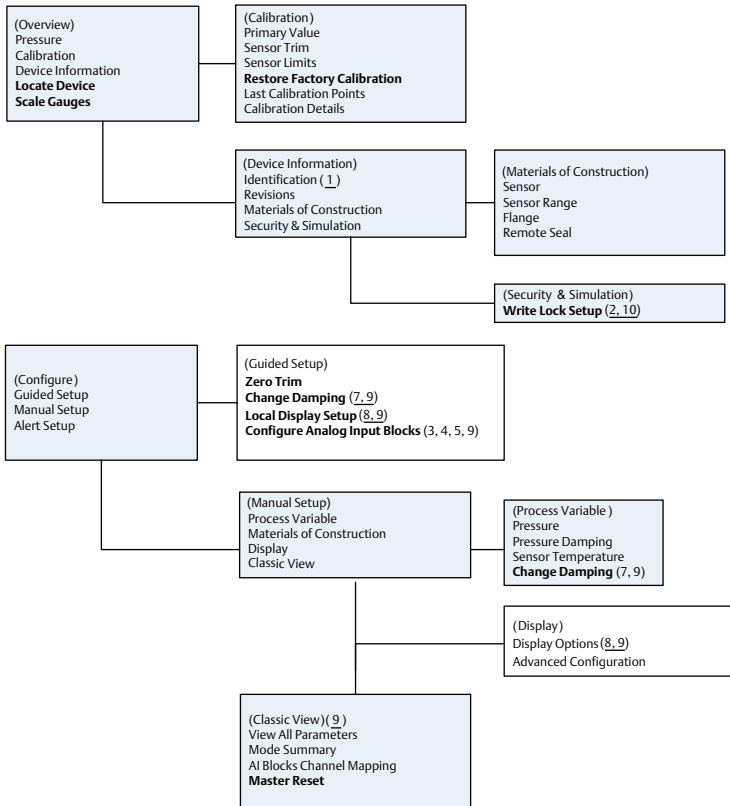 (Overview)
Pressure
Calibration
Device Information
Locate Device
Scale Gauges
(Calibration)
Primary Value
Sensor Trim
Sensor Limits
Restore Factory Calibration
Last Calibration Points
Calibration Details
(Device Information)
Identification (1)
Revisions
Materials of Construction
Security & Simulation
(Materials of Construction)
Sensor
Sensor Range
Flange
Remote Seal
(Security & Simulation)
Write Lock Setup (2, 10)
(Configure)
Guided Setup
Manual Setup
Alert Setup
(Guided Setup)
Zero Trim
Change Damping (7, 9)
Local Display Setup (8, 9)
Configure Analog Input Blocks (3, 4, 5, 9)
(Manual Setup)
Process Variable
Materials of Construction
Display
Classic View
(Process Variable )
Pressure
Pressure Damping
Sensor Temperature
Change Damping (7, 9)
(Display)
Display Options (8, 9)
Advanced Configuration
(Classic View) (9)
View All Parameters
Mode Summary
AI Blocks Channel Mapping
Master Reset